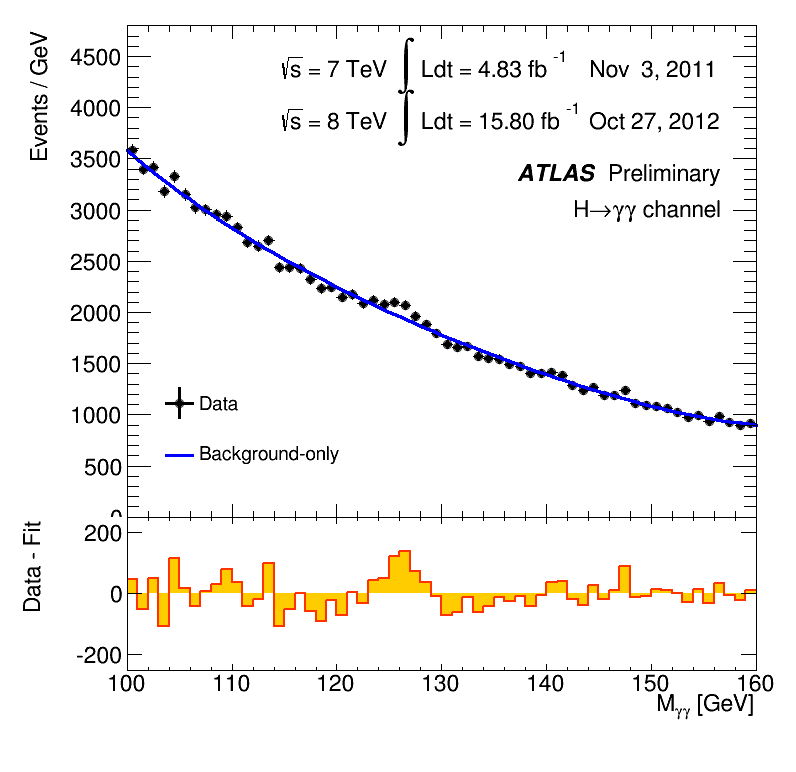 Events / GeV
4500
4000
3500
3000
2500
2000
1500
1000
500
0
√s = 7 TeV ∫ Ldt = 4.83 fb⁻¹ Nov 3, 2011
√s = 8 TeV ∫ Ldt = 15.80 fb⁻¹ Oct 27, 2012
ATLAS Preliminary
H→γγ channel
Data
Background-only
Data - Fit
200
0
-200
100 110 120 130 140 150 160
Mγγ [GeV]